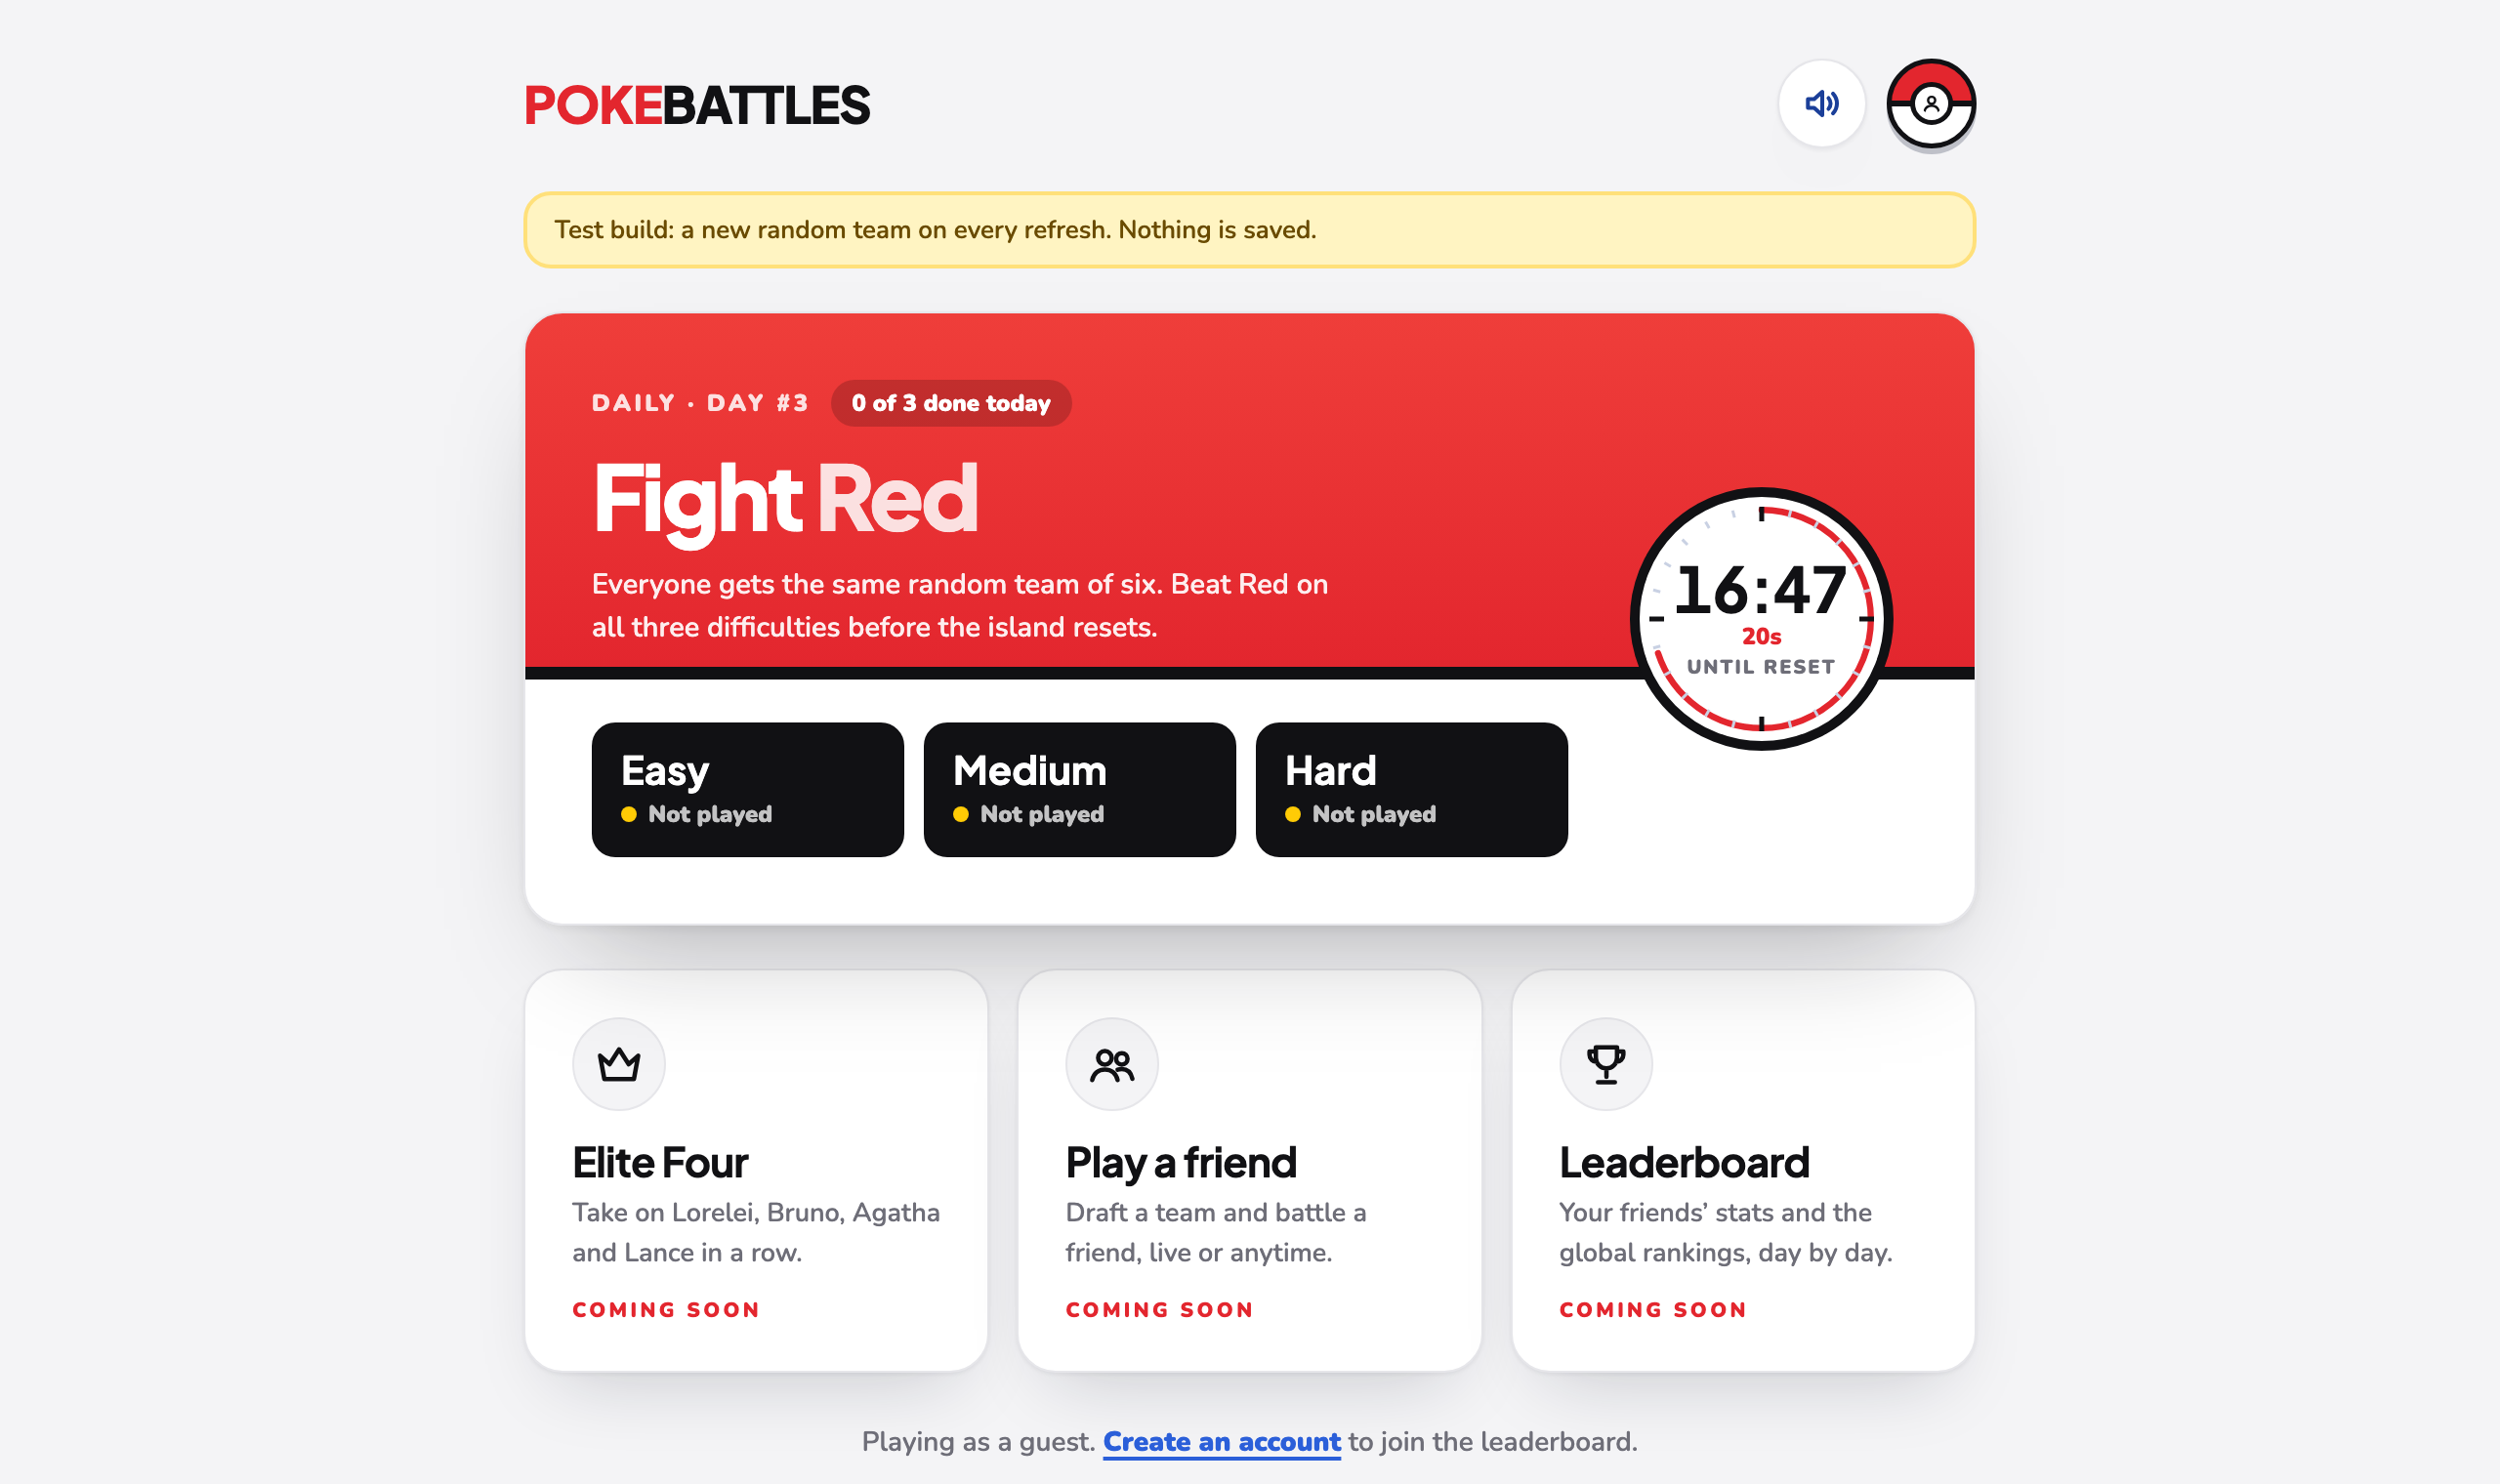 POKEBATTLES
Test build: a new random team on every refresh. Nothing is saved.
DAILY · DAY #3
0 of 3 done today
Fight Red
Everyone gets the same random team of six. Beat Red on
all three difficulties before the island resets.
16:47
20s
UNTIL RESET
Easy
Not played
Medium
Not played
Hard
Not played
Elite Four
Take on Lorelei, Bruno, Agatha
and Lance in a row.
COMING SOON
Play a friend
Draft a team and battle a
friend, live or anytime.
COMING SOON
Leaderboard
Your friends’ stats and the
global rankings, day by day.
COMING SOON
Playing as a guest. Create an account to join the leaderboard.